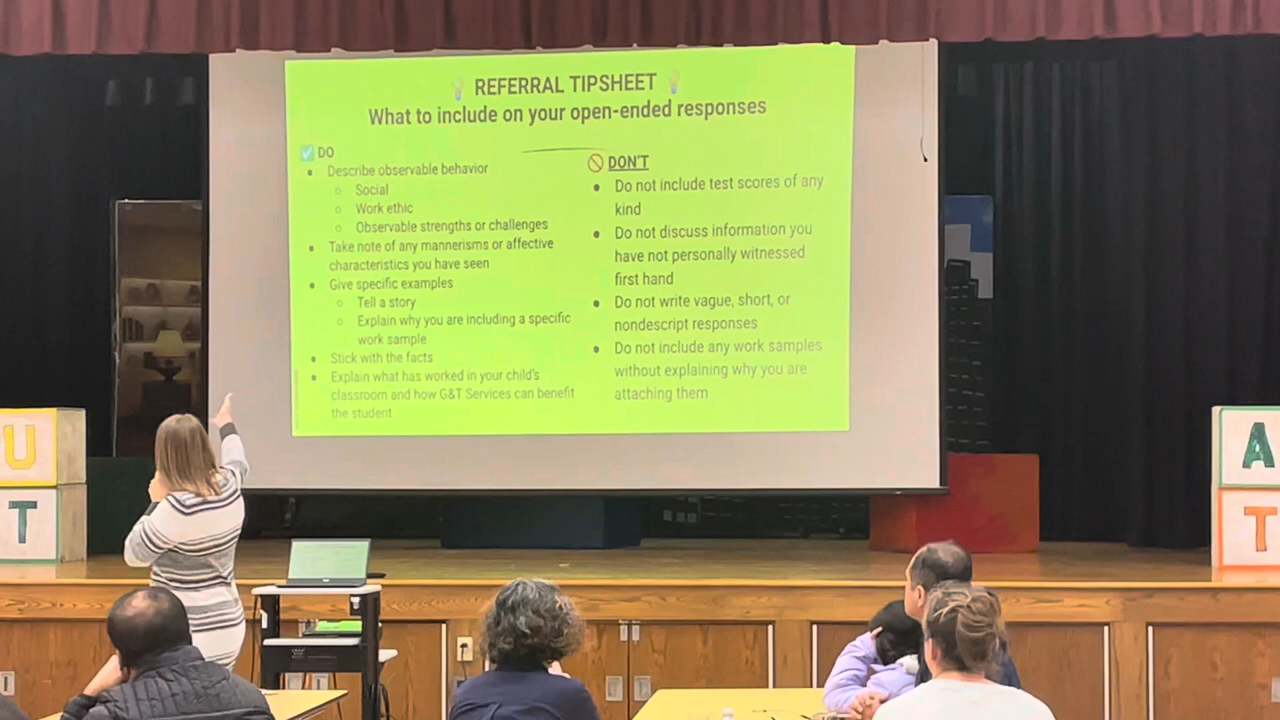 REFERRAL TIPSHEET
What to include on your open-ended responses
DO
Describe observable behavior
Social
Work ethic
Observable strengths or challenges
Take note of any mannerisms or affective
characteristics you have seen
Give specific examples
Tell a story
Explain why you are including a specific
work sample
Stick with the facts
Explain what has worked in your child's
classroom and how G&T Services can benefit
the student
DON'T
Do not include test scores of any
kind
Do not discuss information you
have not personally witnessed
first hand
Do not write vague, short, or
nondescript responses
Do not include any work samples
without explaining why you are
attaching them
U
T
A
T